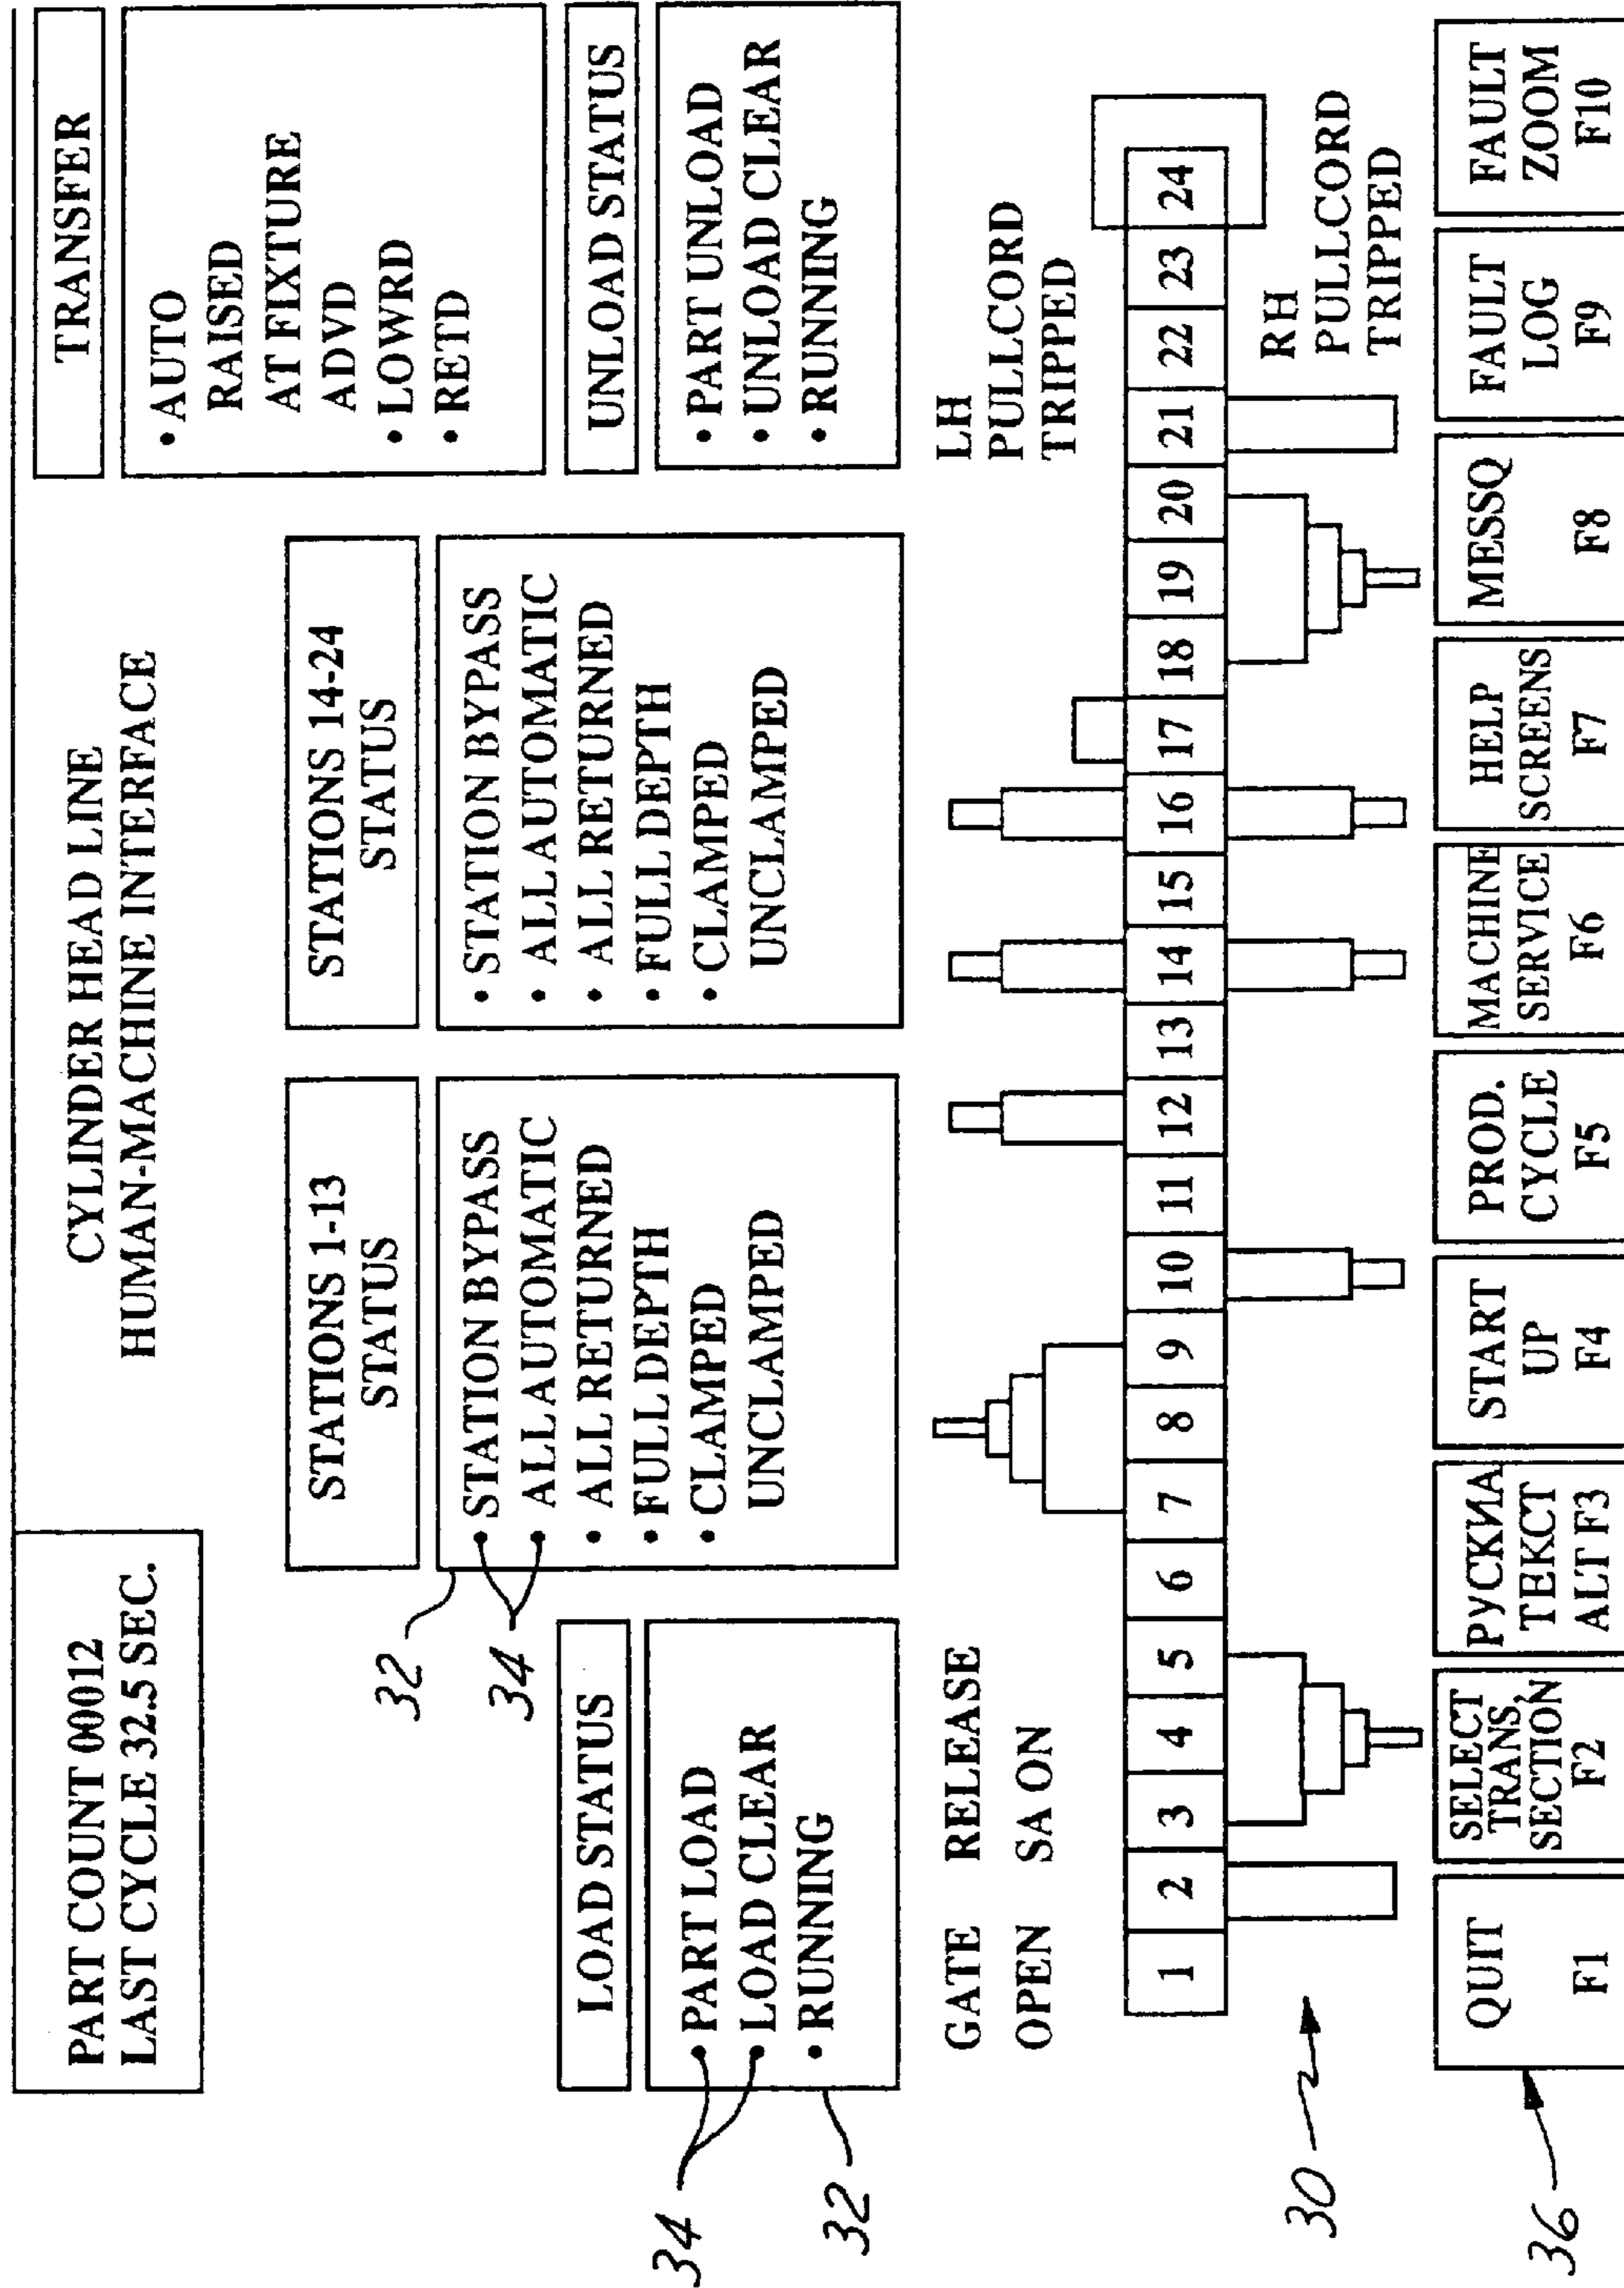 PART COUNT 00012
LAST CYCLE 32.5 SEC.
CYLINDER HEAD LINE
HUMAN-MACHINE INTERFACE
TRANSFER
• AUTO
RAISED
AT FIXTURE
ADVD
• LOWRD
• RETD
STATIONS 1-13
STATUS
• STATION BYPASS
• ALL AUTOMATIC
• ALL RETURNED
• FULL DEPTH
• CLAMPED
UNCLAMPED
32
34
STATIONS 14-24
STATUS
• STATION BYPASS
• ALL AUTOMATIC
• ALL RETURNED
• FULL DEPTH
• CLAMPED
UNCLAMPED
LOAD STATUS
• PART LOAD
• LOAD CLEAR
• RUNNING
34
32
UNLOAD STATUS
• PART UNLOAD
• UNLOAD CLEAR
• RUNNING
GATE RELEASE
OPEN SA ON
LH
PULLCORD
TRIPPED
1 2 3 4 5 6 7 8 9 10 11 12 13 14 15 16 17 18 19 20 21 22 23 24
RH
PULLCORD
TRIPPED
30
36
QUIT
F1
SELECT
TRANS,
SECTION
F2
РУСКИА
ТЕКСТ
ALT F3
START
UP
F4
PROD.
CYCLE
F5
MACHINE
SERVICE
F6
HELP
SCREENS
F7
MESSQ
F8
FAULT
LOG
F9
FAULT
ZOOM
F10